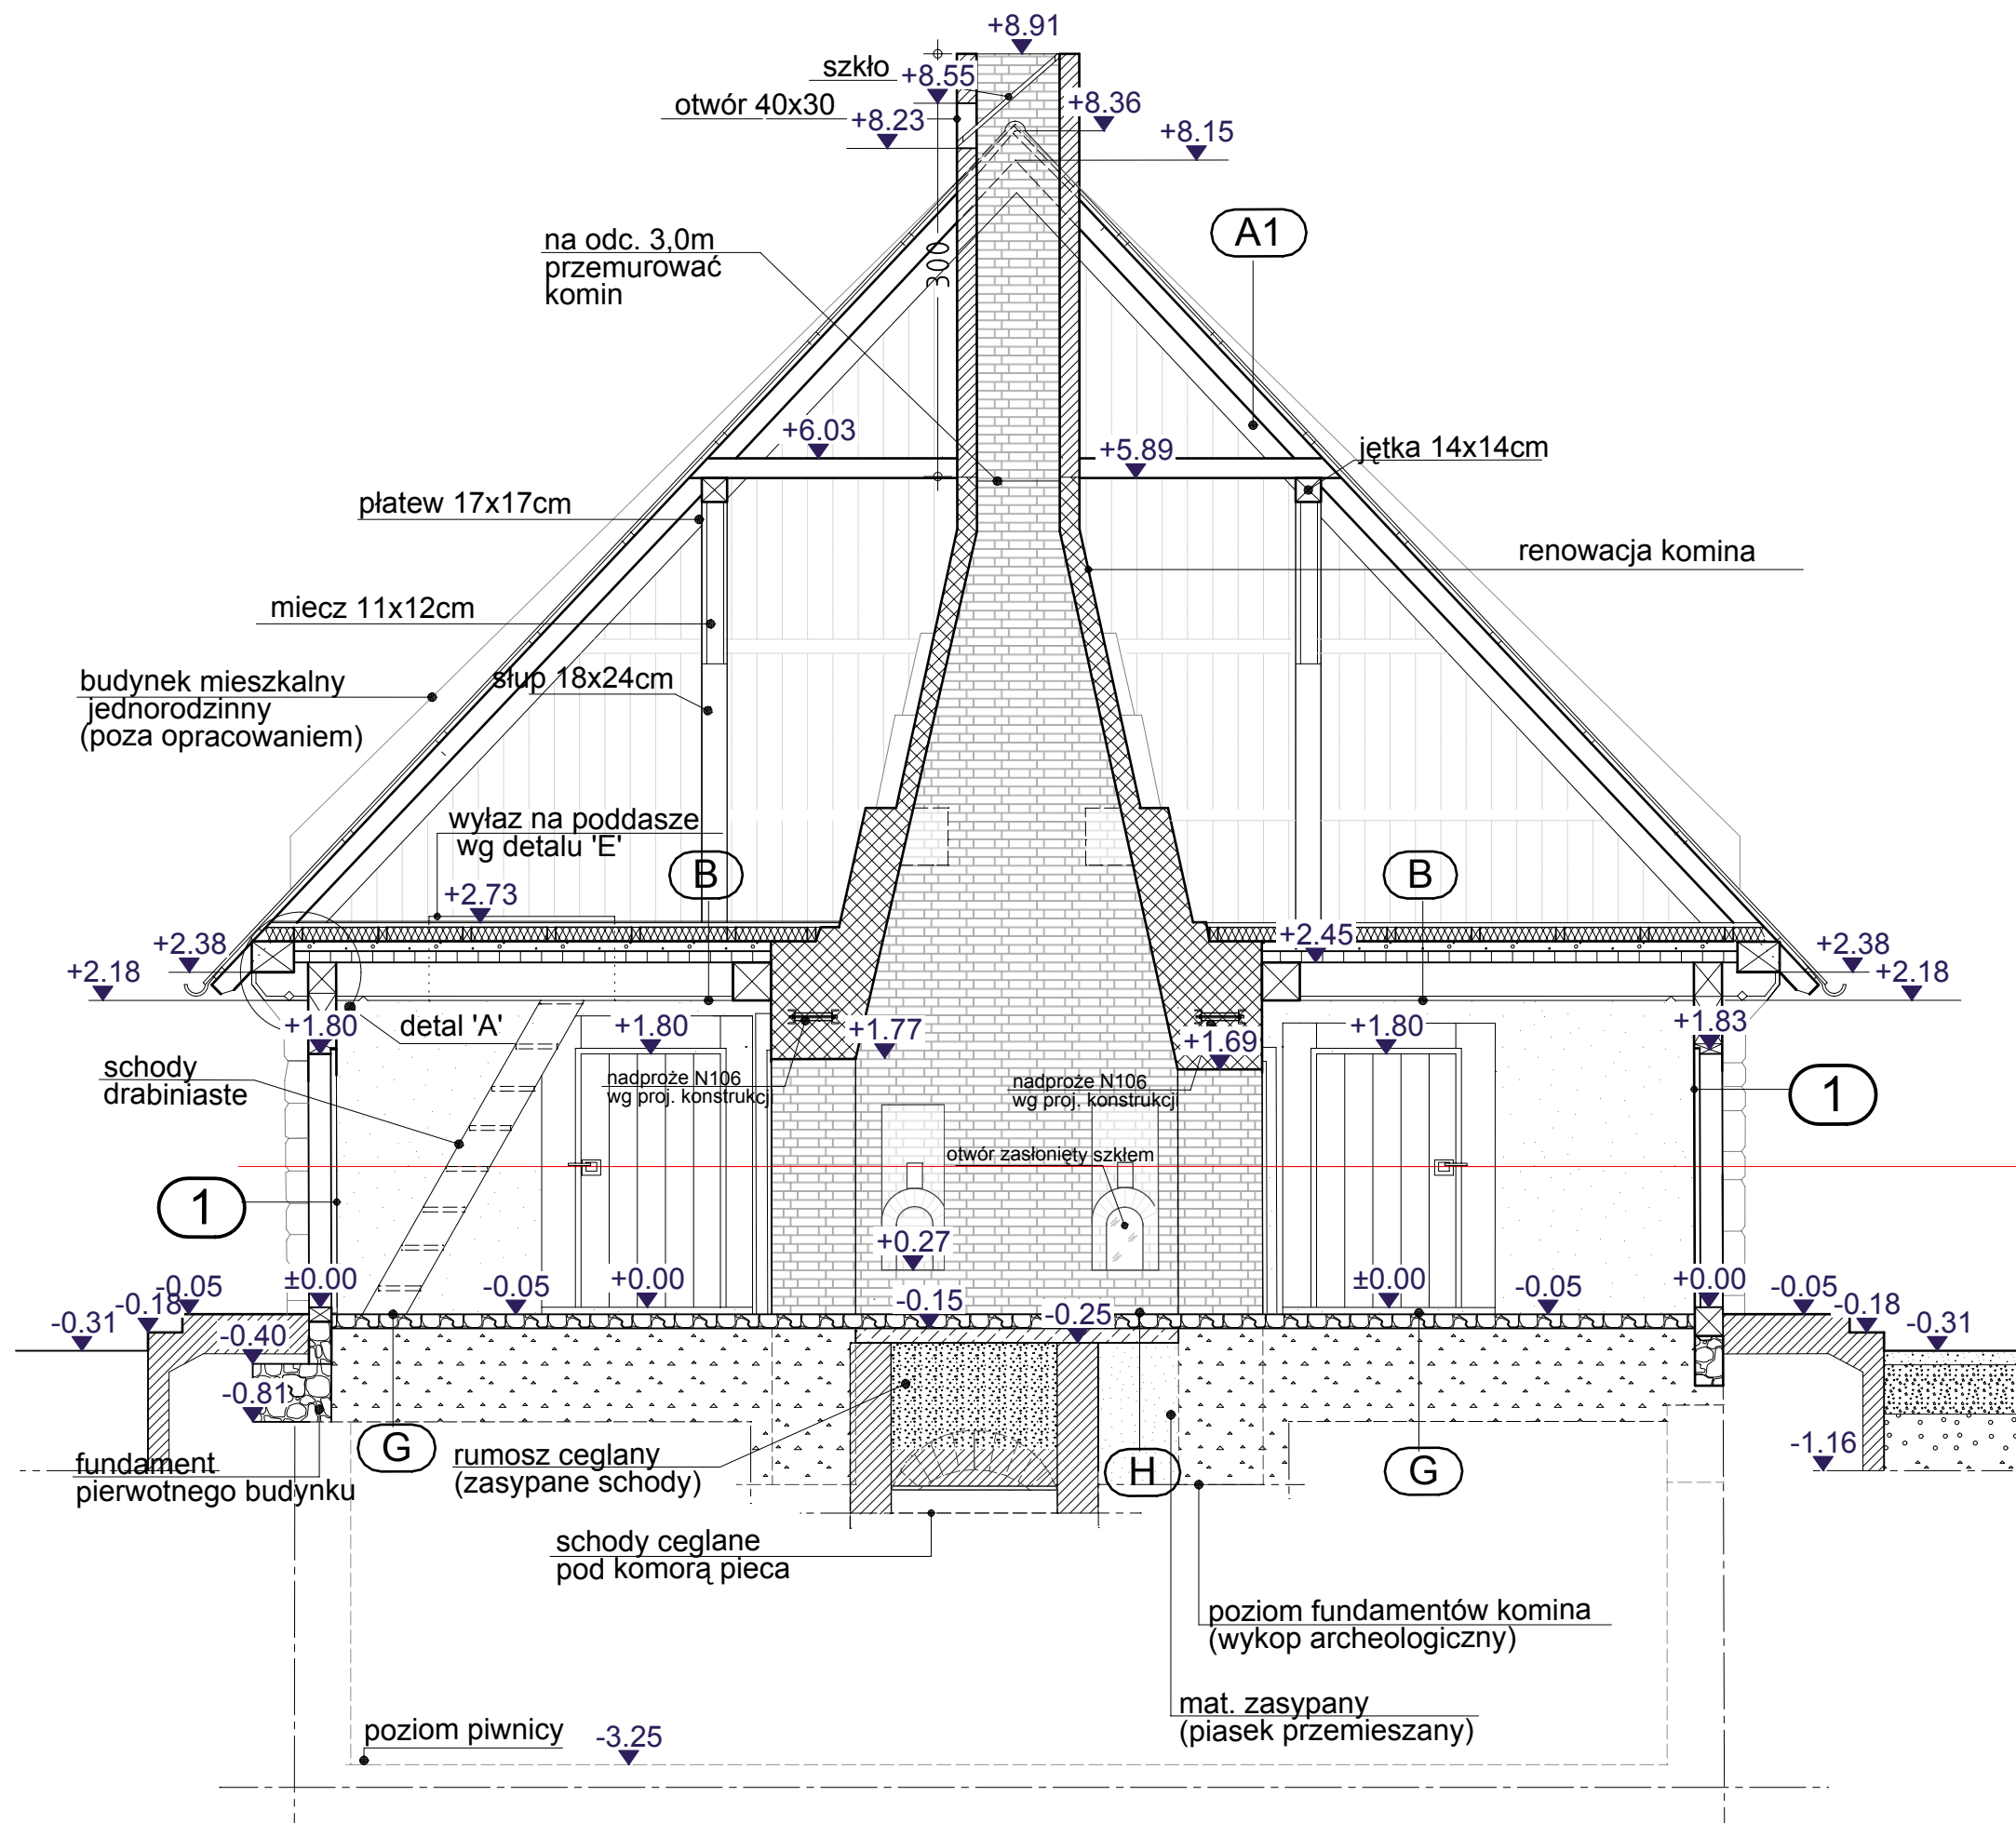 +8.91
szkło
+8.55
otwór 40x30
+8.23
+8.36
+8.15
A1
na odc. 3,0m
przemurować
komin
300
+6.03
+5.89
jętka 14x14cm
płatew 17x17cm
renowacja komina
miecz 11x12cm
słup 18x24cm
budynek mieszkalny
jednorodzinny
(poza opracowaniem)
wyłaz na poddasze
wg detalu 'E'
B
B
+2.73
+2.38
+2.18
+2.45
+2.38
+2.18
detal 'A'
+1.80
+1.80
+1.77
+1.69
+1.80
+1.83
schody
drabiniaste
nadproże N106
wg proj. konstrukcji
nadproże N106
wg proj. konstrukcji
1
otwór zasłonięty szkłem
1
+0.27
-0.31
-0.18
-0.05
±0.00
-0.05
+0.00
-0.15
-0.25
±0.00
-0.05
+0.00
-0.05
-0.18
-0.31
-0.40
-0.81
-1.16
G
H
G
fundament
pierwotnego budynku
rumosz ceglany
(zasypane schody)
schody ceglane
pod komorą pieca
poziom fundamentów komina
(wykop archeologiczny)
mat. zasypany
(piasek przemieszany)
poziom piwnicy
-3.25